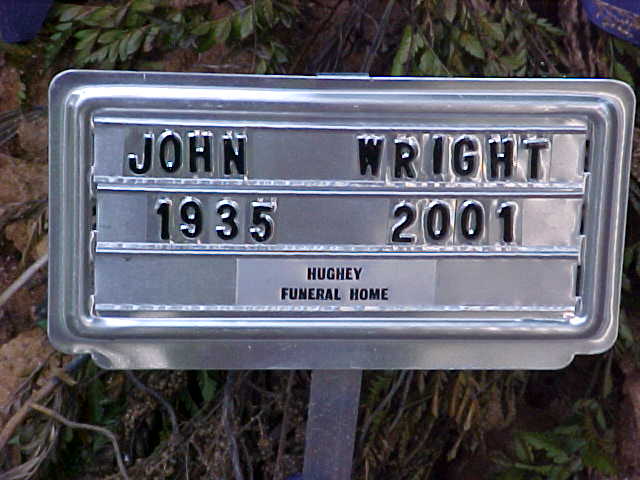 JOHN WRIGHT
1935 2001
HUGHEY
FUNERAL HOME